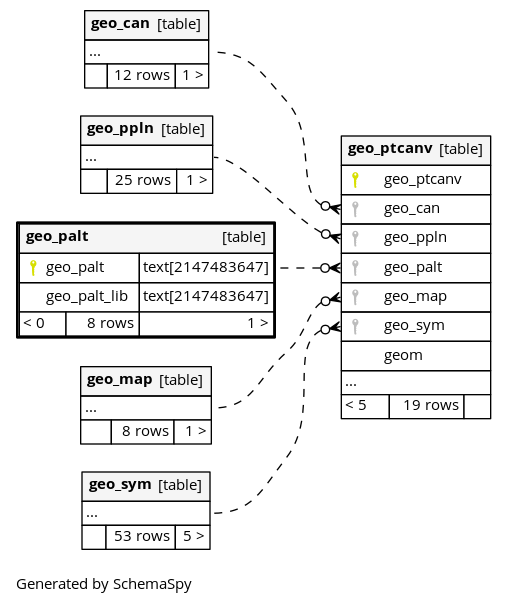 geo_can [table]
...
12 rows 1 >
geo_ppln [table]
...
25 rows 1 >
geo_palt [table]
geo_palt text[2147483647]
geo_palt_lib text[2147483647]
< 0 8 rows 1 >
geo_map [table]
...
8 rows 1 >
geo_sym [table]
...
53 rows 5 >
geo_ptcanv [table]
geo_ptcanv
geo_can
geo_ppln
geo_palt
geo_map
geo_sym
geom
...
< 5 19 rows
Generated by SchemaSpy